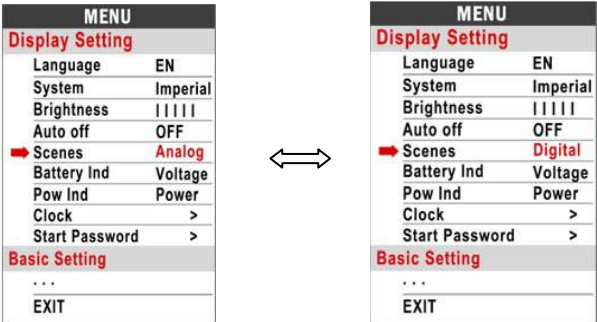 MENU
Display Setting
Language EN
System Imperial
Brightness I I I I I
Auto off OFF
Scenes Analog
Battery Ind Voltage
Pow Ind Power
Clock >
Start Password >
Basic Setting
...
EXIT
MENU
Display Setting
Language EN
System Imperial
Brightness I I I I I
Auto off OFF
Scenes Digital
Battery Ind Voltage
Pow Ind Power
Clock >
Start Password >
Basic Setting
...
EXIT